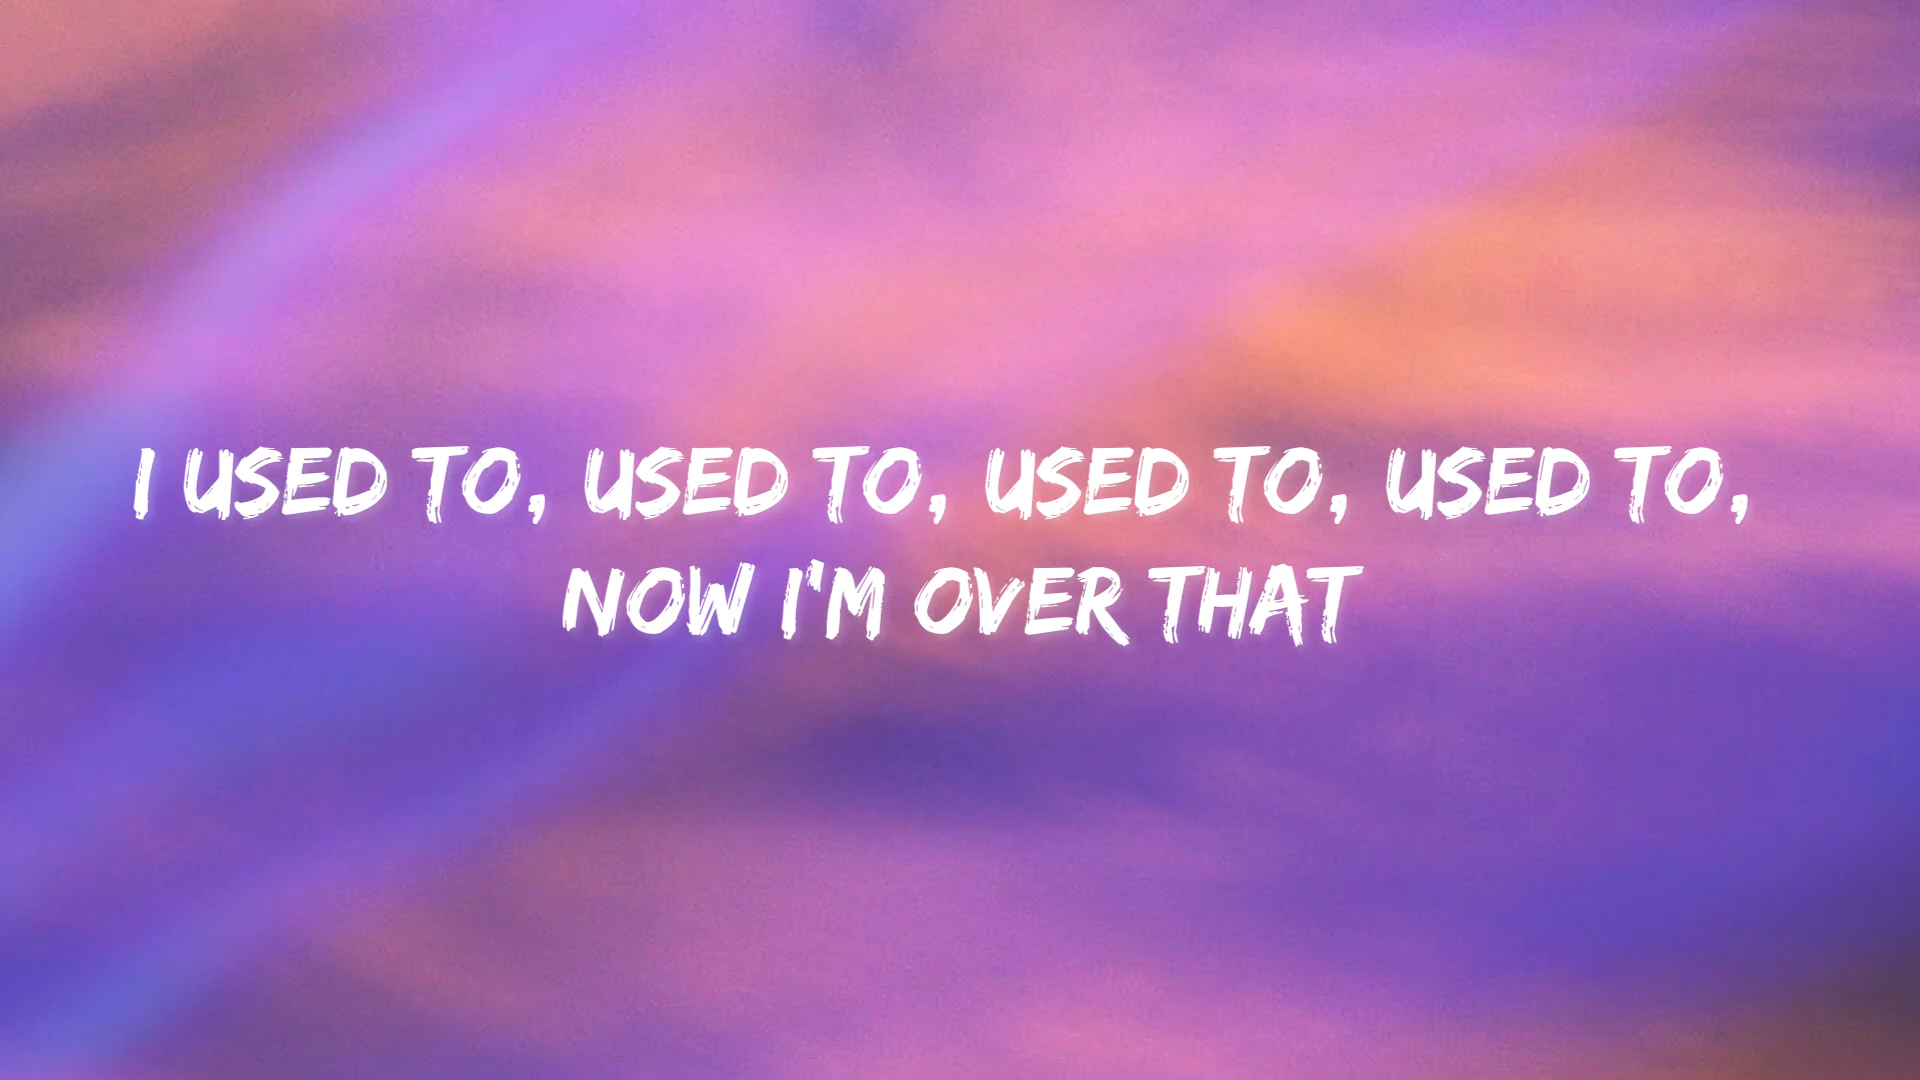 I USED TO, USED TO, USED TO, USED TO,
NOW I'M OVER THAT